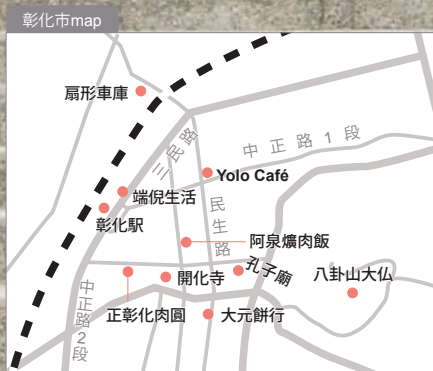 彰化市map
扇形車庫
三民路
中正路1段
Yolo Café
端倪生活
民生路
彰化駅
阿泉爌肉飯
孔子廟
八卦山大仏
開化寺
中正路2段
正彰化肉圓
大元餅行